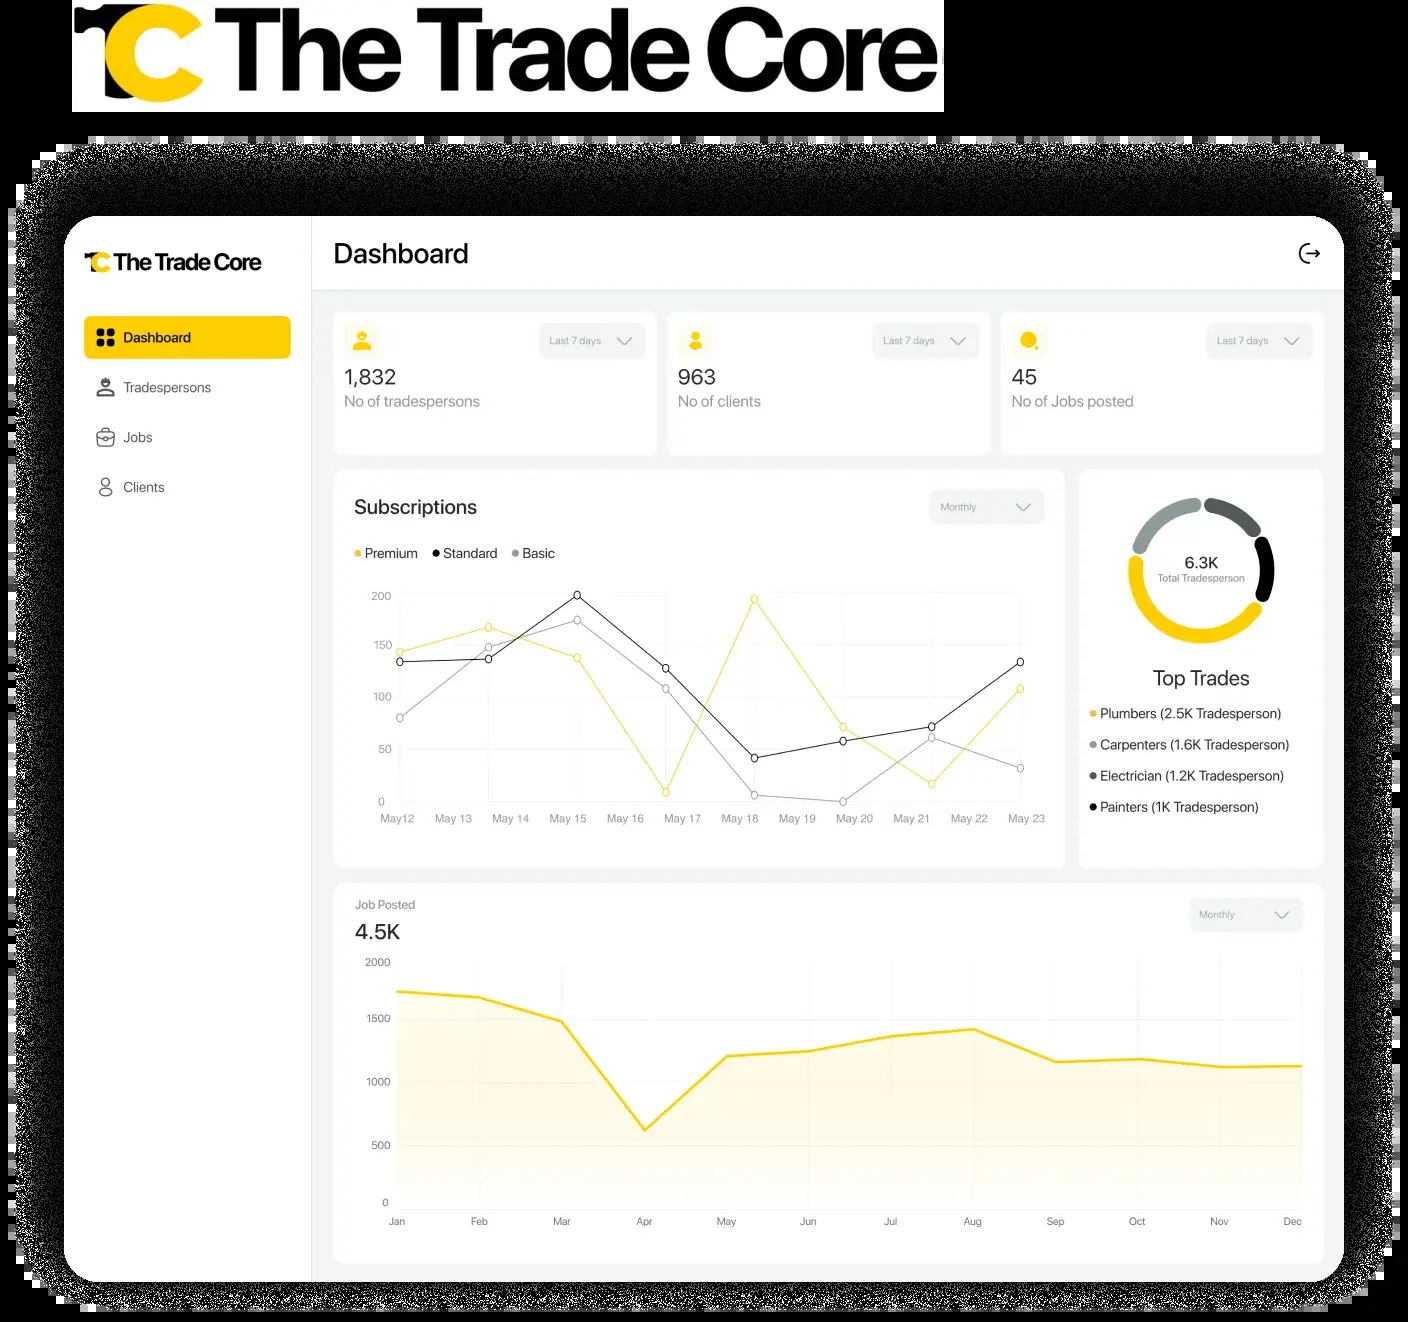 The Trade Core
The Trade Core
Dashboard
Dashboard
Tradespersons
Jobs
Clients
Last 7 days
1,832
No of tradespersons
Last 7 days
963
No of clients
Last 7 days
45
No of Jobs posted
Subscriptions
Monthly
Premium Standard Basic
200
150
100
50
0
May12 May 13 May 14 May 15 May 16 May 17 May 18 May 19 May 20 May 21 May 22 May 23
6.3K
Total Tradesperson
Top Trades
Plumbers (2.5K Tradesperson)
Carpenters (1.6K Tradesperson)
Electrician (1.2K Tradesperson)
Painters (1K Tradesperson)
Job Posted
4.5K
Monthly
2000
1500
1000
500
0
Jan Feb Mar Apr May Jun Jul Aug Sep Oct Nov Dec